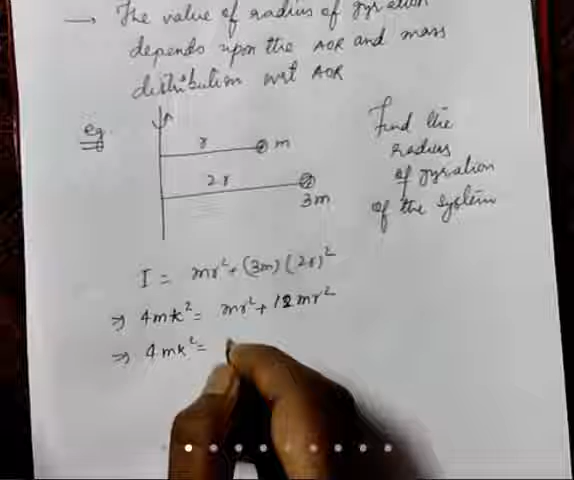 → The value of radius of gyration
depends upon the AOR and mass
distribution wrt AOR
eg.
r m
2r
3m
Find the
radius
of gyration
of the system
I = mr² + (3m)(2r)²
⇒ 4mk² = mr² + 12mr²
⇒ 4mk² =